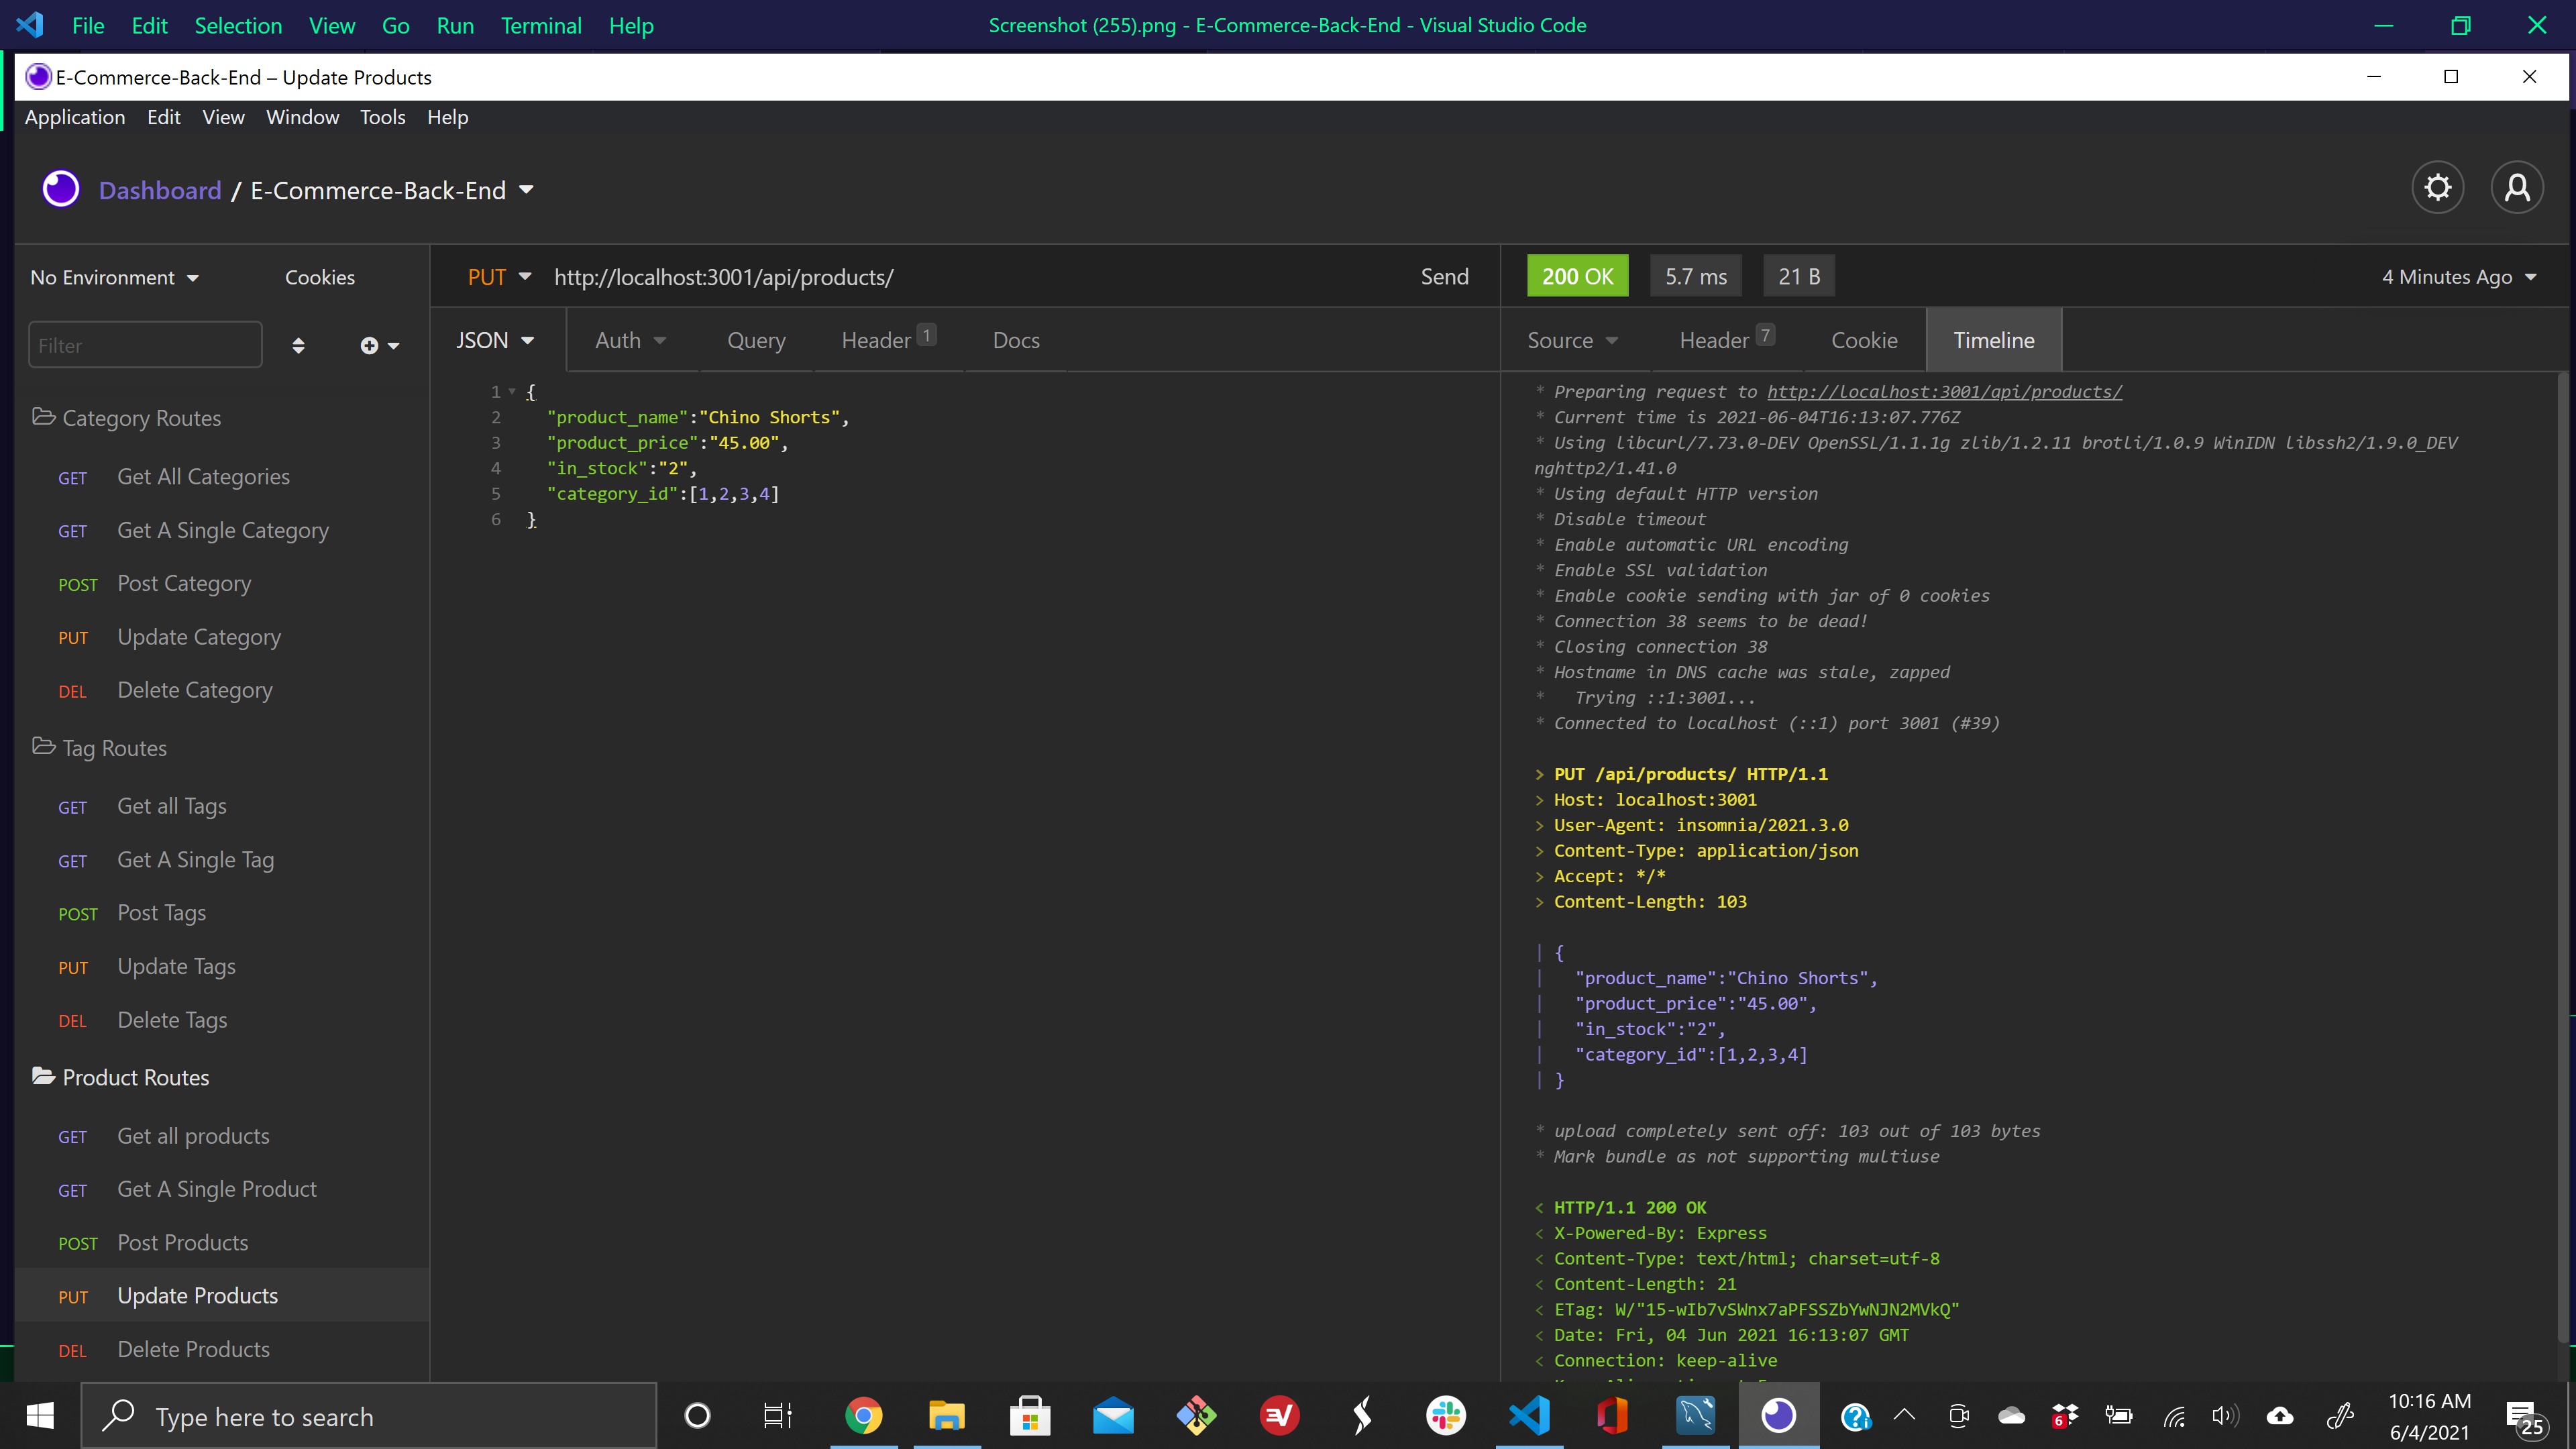 File Edit Selection View Go Run Terminal Help Screenshot (255).png - E-Commerce-Back-End - Visual Studio Code
E-Commerce-Back-End – Update Products
Application Edit View Window Tools Help
Dashboard / E-Commerce-Back-End
No Environment Cookies
Filter
Category Routes
GET Get All Categories
GET Get A Single Category
POST Post Category
PUT Update Category
DEL Delete Category
Tag Routes
GET Get all Tags
GET Get A Single Tag
POST Post Tags
PUT Update Tags
DEL Delete Tags
Product Routes
GET Get all products
GET Get A Single Product
POST Post Products
PUT Update Products
DEL Delete Products
PUT http://localhost:3001/api/products/ Send
JSON Auth Query Header 1 Docs
1 {
2 "product_name":"Chino Shorts",
3 "product_price":"45.00",
4 "in_stock":"2",
5 "category_id":[1,2,3,4]
6 }
200 OK 5.7 ms 21 B 4 Minutes Ago
Source Header 7 Cookie Timeline
* Preparing request to http://localhost:3001/api/products/
* Current time is 2021-06-04T16:13:07.776Z
* Using libcurl/7.73.0-DEV OpenSSL/1.1.1g zlib/1.2.11 brotli/1.0.9 WinIDN libssh2/1.9.0_DEV
nghttp2/1.41.0
* Using default HTTP version
* Disable timeout
* Enable automatic URL encoding
* Enable SSL validation
* Enable cookie sending with jar of 0 cookies
* Connection 38 seems to be dead!
* Closing connection 38
* Hostname in DNS cache was stale, zapped
* Trying ::1:3001...
* Connected to localhost (::1) port 3001 (#39)
> PUT /api/products/ HTTP/1.1
> Host: localhost:3001
> User-Agent: insomnia/2021.3.0
> Content-Type: application/json
> Accept: */*
> Content-Length: 103
| {
| "product_name":"Chino Shorts",
| "product_price":"45.00",
| "in_stock":"2",
| "category_id":[1,2,3,4]
| }
* upload completely sent off: 103 out of 103 bytes
* Mark bundle as not supporting multiuse
< HTTP/1.1 200 OK
< X-Powered-By: Express
< Content-Type: text/html; charset=utf-8
< Content-Length: 21
< ETag: W/"15-wIb7vSWnx7aPFSSZbYwNJN2MVkQ"
< Date: Fri, 04 Jun 2021 16:13:07 GMT
< Connection: keep-alive
Type here to search
6
10:16 AM
6/4/2021
25